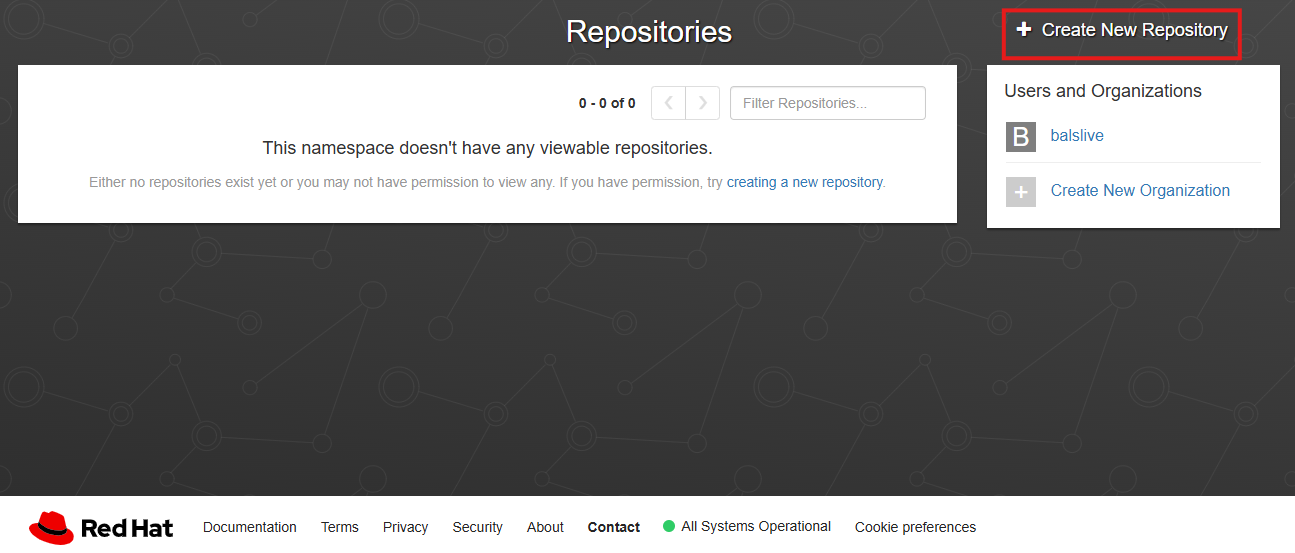 Repositories
Create New Repository
0 - 0 of 0
Filter Repositories...
This namespace doesn't have any viewable repositories.
Either no repositories exist yet or you may not have permission to view any. If you have permission, try creating a new repository.
Users and Organizations
B balslive
Create New Organization
Red Hat Documentation Terms Privacy Security About Contact All Systems Operational Cookie preferences